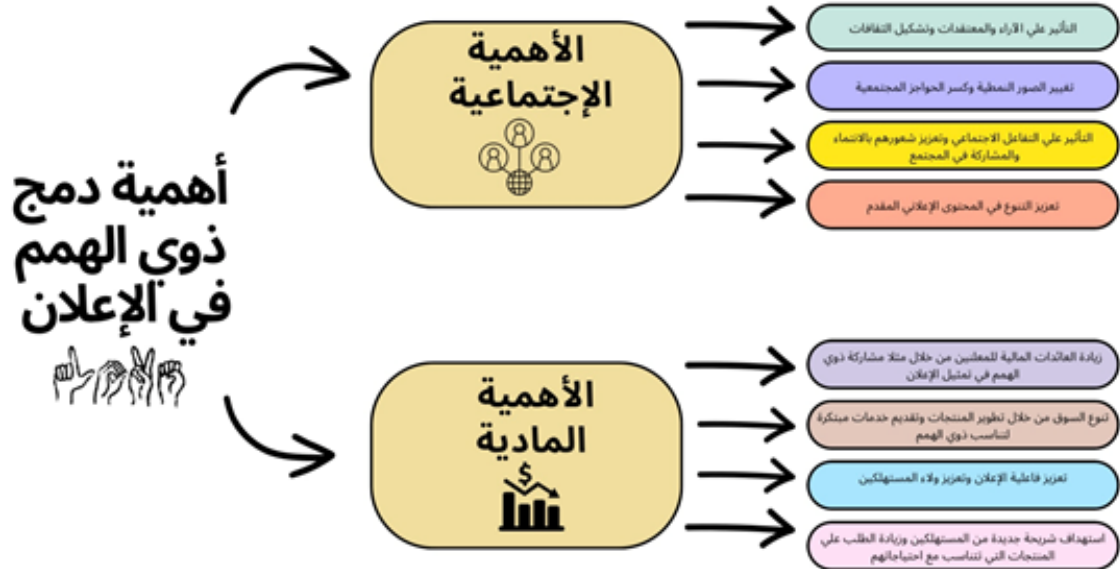 أهمية دمج
ذوي الهمم
في الإعلان
الأهمية
الإجتماعية
التأثير علي الآراء والمعتقدات وتشكيل الثقافات
تغيير الصور النمطية وكسر الحواجز المجتمعية
التأثير علي التفاعل الاجتماعي وتعزيز شعورهم بالانتماء
والمشاركة في المجتمع
تعزيز التنوع في المحتوى الإعلاني المقدم
الأهمية
المادية
$
زيادة العائدات المالية للمعلنين من خلال مثلا مشاركة ذوي
الهمم في تمثيل الإعلان
تنوع السوق من خلال تطوير المنتجات وتقديم خدمات مبتكرة
لتناسب ذوي الهمم
تعزيز فاعلية الإعلان وتعزيز ولاء المستهلكين
استهداف شريحة جديدة من المستهلكين وزيادة الطلب علي
المنتجات التي تتناسب مع احتياجاتهم